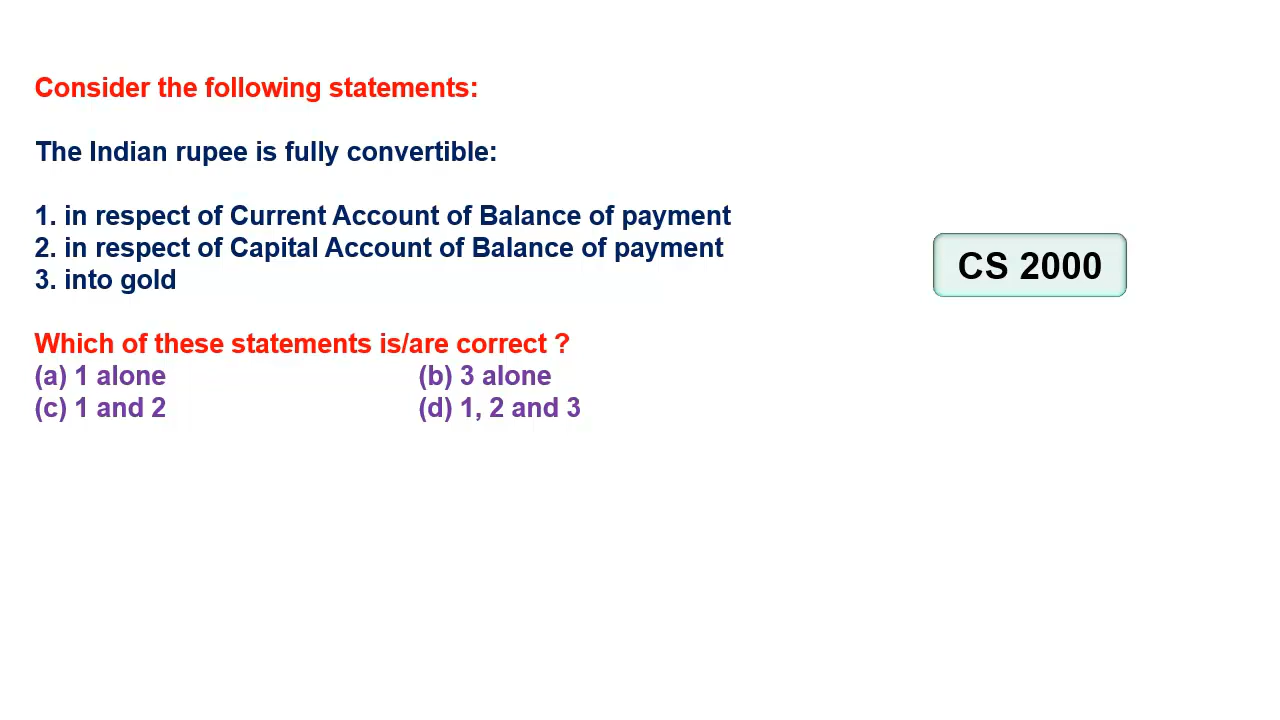 Consider the following statements:
The Indian rupee is fully convertible:
1. in respect of Current Account of Balance of payment
2. in respect of Capital Account of Balance of payment
3. into gold
CS 2000
Which of these statements is/are correct ?
(a) 1 alone (b) 3 alone
(c) 1 and 2 (d) 1, 2 and 3